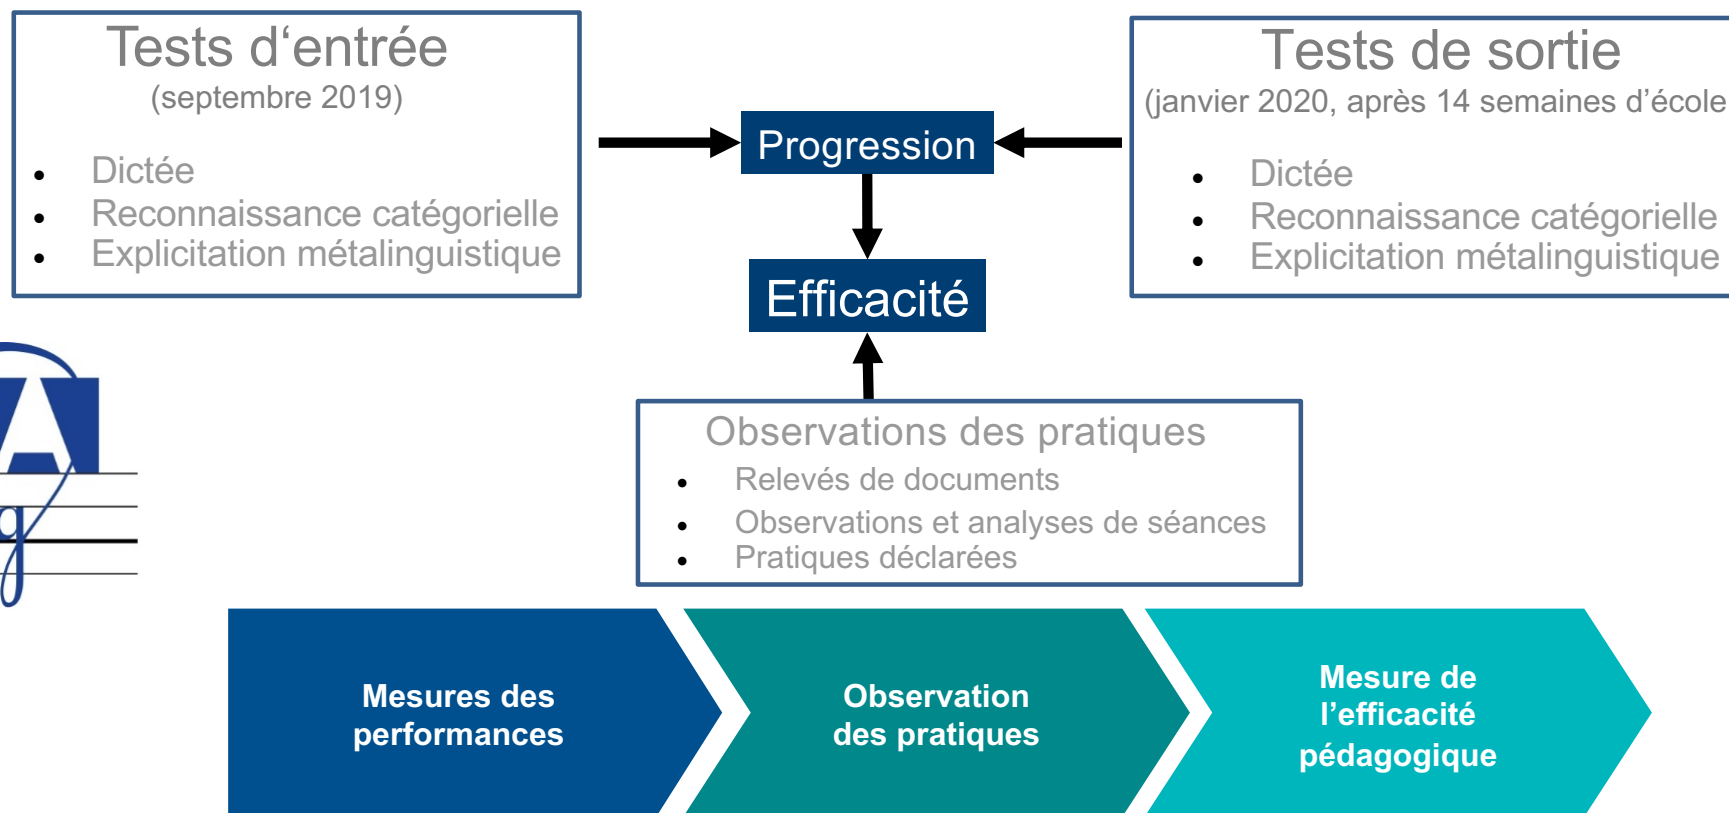 Tests d‘entrée
(septembre 2019)
• Dictée
• Reconnaissance catégorielle
• Explicitation métalinguistique
Progression
Efficacité
Tests de sortie
(janvier 2020, après 14 semaines d’école
• Dictée
• Reconnaissance catégorielle
• Explicitation métalinguistique
Observations des pratiques
• Relevés de documents
• Observations et analyses de séances
• Pratiques déclarées
Mesures des
performances
Observation
des pratiques
Mesure de
l’efficacité
pédagogique